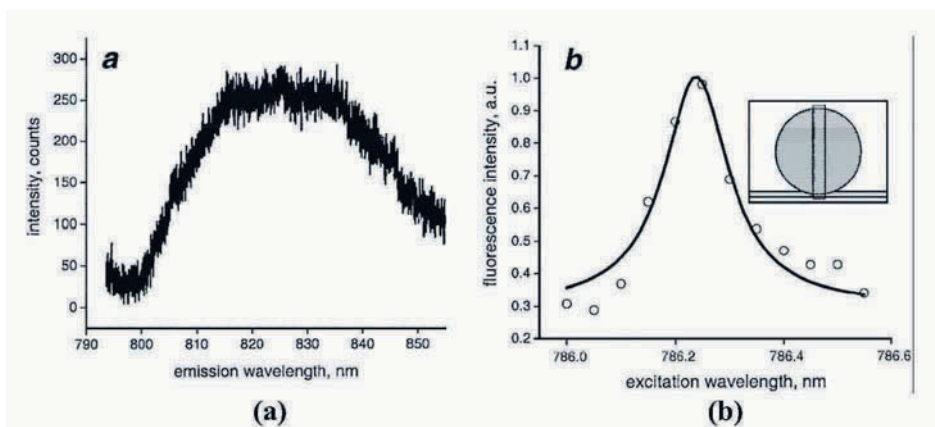 a
300
250
200
150
100
50
0
790 800 810 820 830 840 850
intensity, counts
emission wavelength, nm
(a)
b
1.1
1.0
0.9
0.8
0.7
0.6
0.5
0.4
0.3
0.2
786.0 786.2 786.4 786.6
fluorescence intensity, a.u.
excitation wavelength, nm
(b)